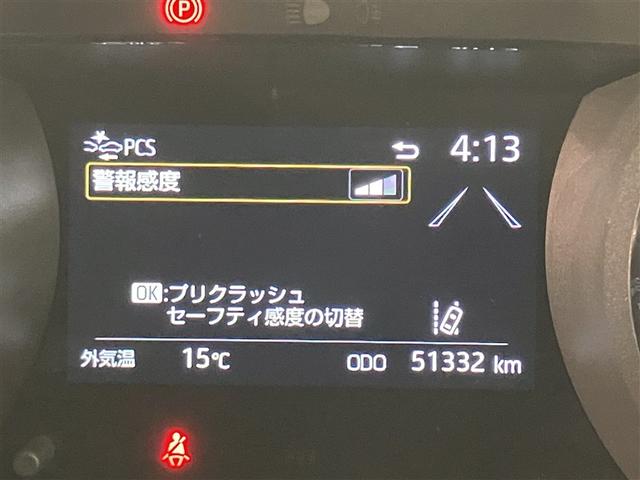 P
PCS
4:13
警報感度
OK:プリクラッシュ
セーフティ感度の切替
外気温 15℃ ODO 51332 km